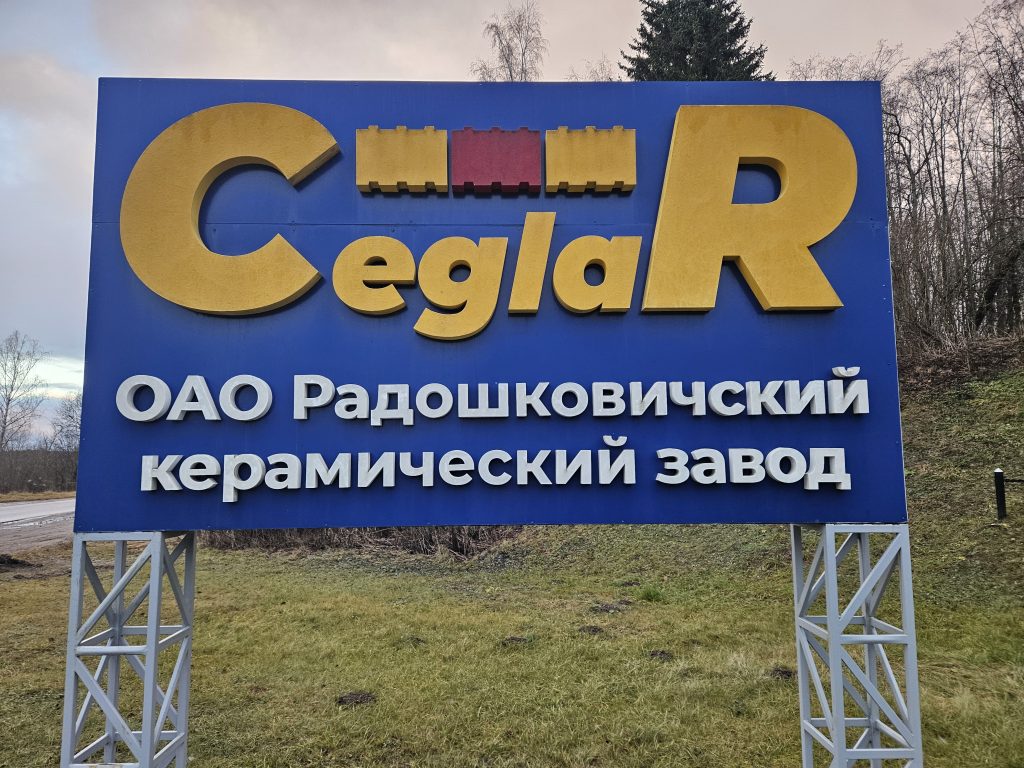 CeglaR
ОАО Радошковичский
керамический завод